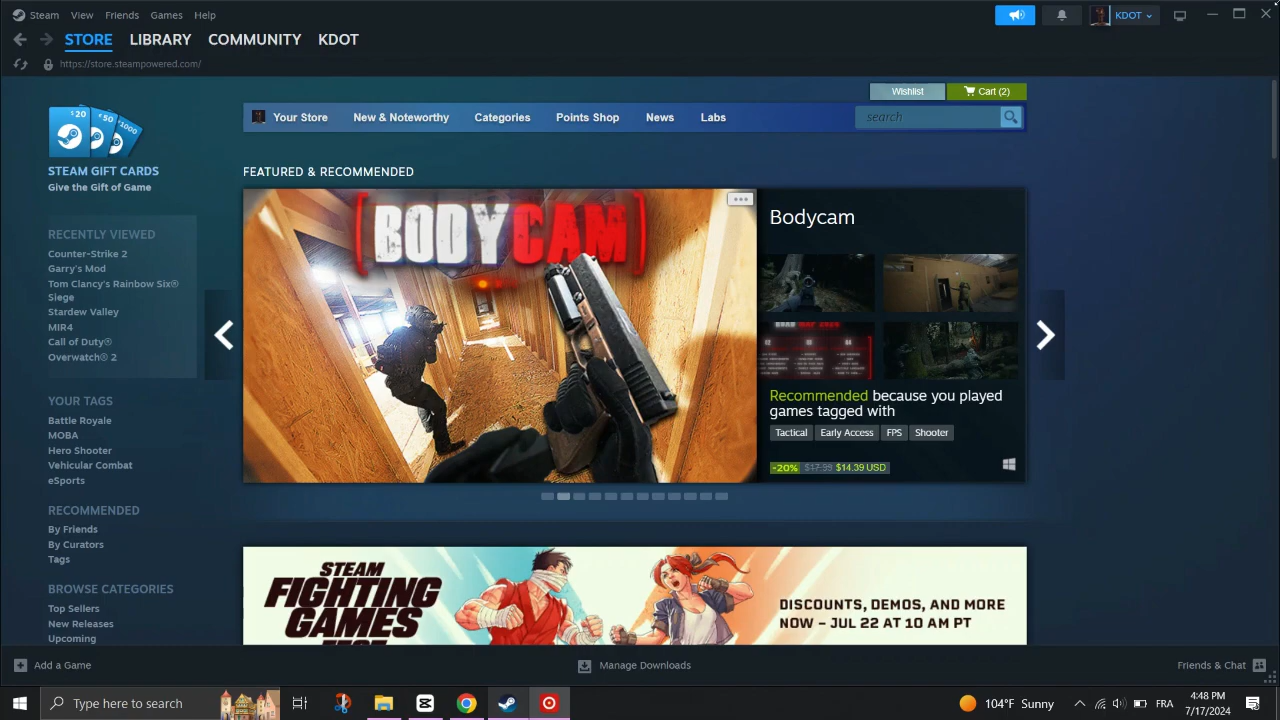 Steam View Friends Games Help
KDOT
STORE LIBRARY COMMUNITY KDOT
https://store.steampowered.com/
Wishlist Cart (2)
Your Store New & Noteworthy Categories Points Shop News Labs search
$20 $50 $1000
STEAM GIFT CARDS
Give the Gift of Game
RECENTLY VIEWED
Counter-Strike 2
Garry's Mod
Tom Clancy's Rainbow Six®
Siege
Stardew Valley
MIR4
Call of Duty®
Overwatch® 2
YOUR TAGS
Battle Royale
MOBA
Hero Shooter
Vehicular Combat
eSports
RECOMMENDED
By Friends
By Curators
Tags
BROWSE CATEGORIES
Top Sellers
New Releases
Upcoming
FEATURED & RECOMMENDED
BODYCAM
Bodycam
Recommended because you played
games tagged with
Tactical Early Access FPS Shooter
-20% $17.99 $14.39 USD
STEAM
FIGHTING
GAMES
FEST
DISCOUNTS, DEMOS, AND MORE
NOW – JUL 22 AT 10 AM PT
Add a Game Manage Downloads Friends & Chat
Type here to search
104°F Sunny
FRA
4:48 PM
7/17/2024